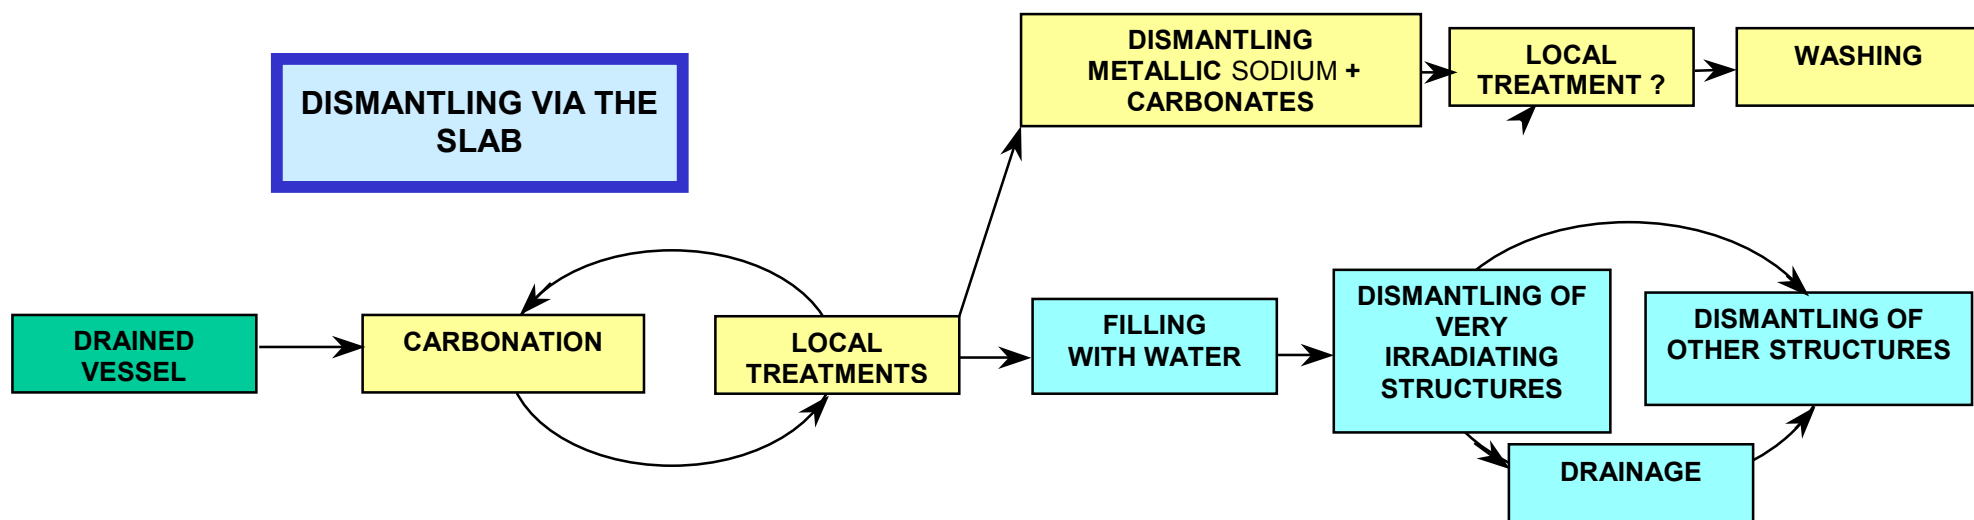 DISMANTLING VIA THE
SLAB
DISMANTLING
METALLIC SODIUM +
CARBONATES
LOCAL
TREATMENT ?
WASHING
DRAINED
VESSEL
CARBONATION
LOCAL
TREATMENTS
FILLING
WITH WATER
DISMANTLING OF
VERY
IRRADIATING
STRUCTURES
DISMANTLING OF
OTHER STRUCTURES
DRAINAGE